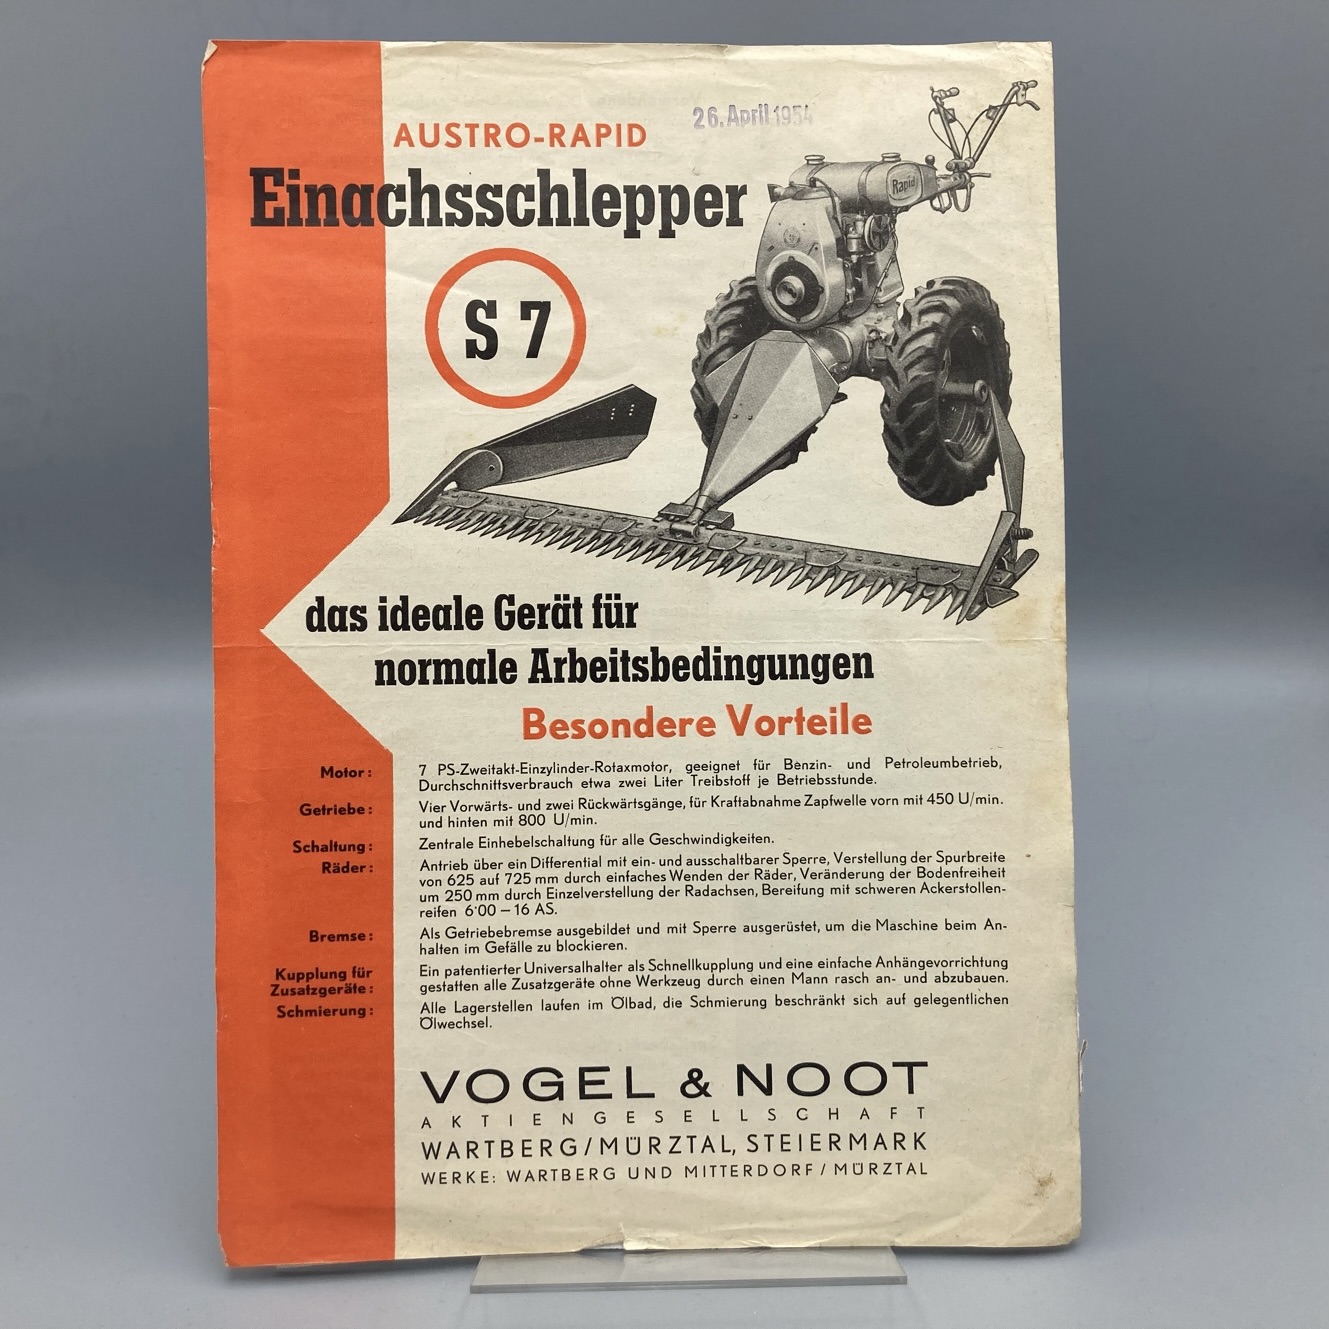 26. April 1954
AUSTRO-RAPID
Einachsschlepper
Rapid
S 7
das ideale Gerät für
normale Arbeitsbedingungen
Besondere Vorteile
Motor: 7 PS-Zweitakt-Einzylinder-Rotaxmotor, geeignet für Benzin- und Petroleumbetrieb,
Durchschnittsverbrauch etwa zwei Liter Treibstoff je Betriebsstunde.
Getriebe: Vier Vorwärts- und zwei Rückwärtsgänge, für Kraftabnahme Zapfwelle vorn mit 450 U/min.
und hinten mit 800 U/min.
Schaltung: Zentrale Einhebelschaltung für alle Geschwindigkeiten.
Räder: Antrieb über ein Differential mit ein- und ausschaltbarer Sperre, Verstellung der Spurbreite
von 625 auf 725 mm durch einfaches Wenden der Räder, Veränderung der Bodenfreiheit
um 250 mm durch Einzelverstellung der Radachsen, Bereifung mit schweren Ackerstollen-
reifen 6·00 – 16 AS.
Bremse: Als Getriebebremse ausgebildet und mit Sperre ausgerüstet, um die Maschine beim An-
halten im Gefälle zu blockieren.
Kupplung für Ein patentierter Universalhalter als Schnellkupplung und eine einfache Anhängevorrichtung
Zusatzgeräte: gestatten alle Zusatzgeräte ohne Werkzeug durch einen Mann rasch an- und abzubauen.
Schmierung: Alle Lagerstellen laufen im Ölbad, die Schmierung beschränkt sich auf gelegentlichen
Ölwechsel.
VOGEL & NOOT
AKTIENGESELLSCHAFT
WARTBERG/MÜRZTAL, STEIERMARK
WERKE: WARTBERG UND MITTERDORF/MÜRZTAL